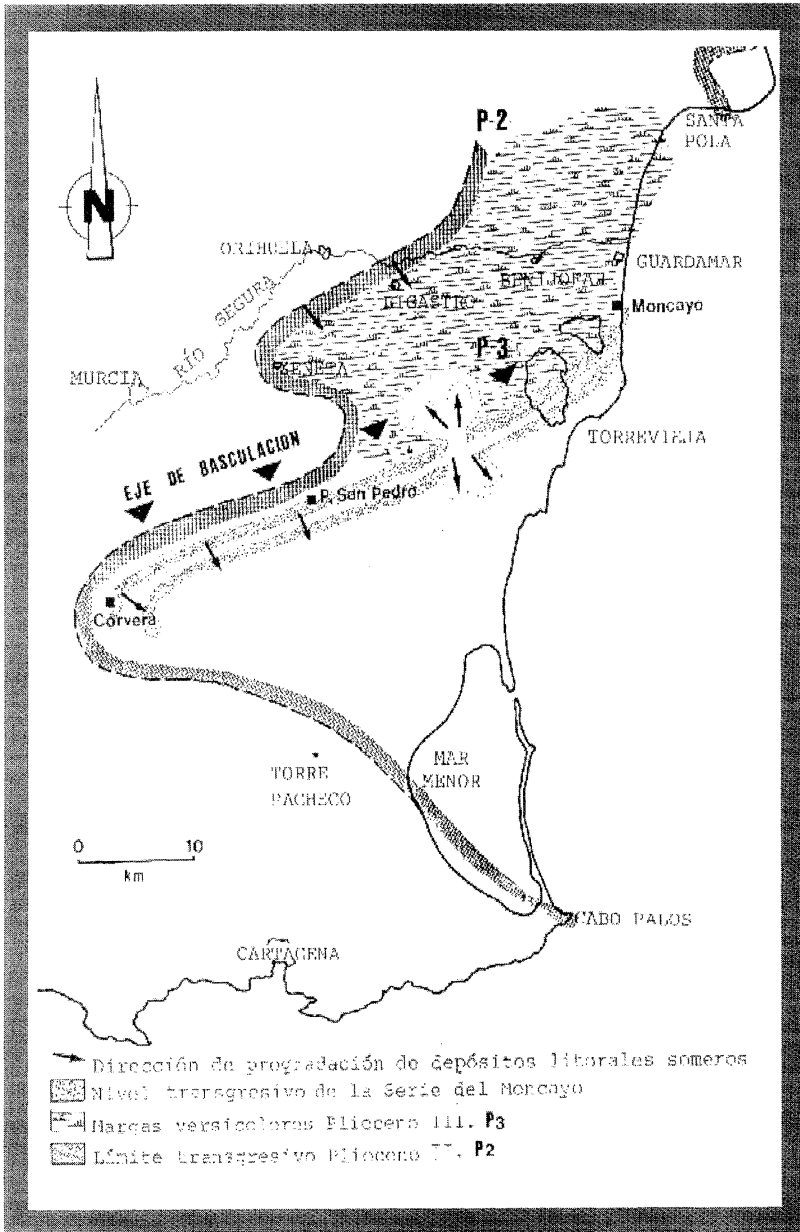 P-2
SANTA
POLA
N
ORIHUELA
GUARDAMAR
BENIJOFAR
BIGASTRO
Moncayo
RÍO SEGURA
P-3
ZENETA
MURCIA
TORREVIEJA
EJE DE BASCULACION
P. San Pedro
Corvera
MAR
MENOR
TORRE
PACHECO
0 10
km
CABO PALOS
CARTAGENA
Dirección de progradación de depósitos litorales someros
Nivel transgresivo de la Serie del Moncayo
Margas versicolores Plioceno III. P3
Límite transgresivo Plioceno II. P2